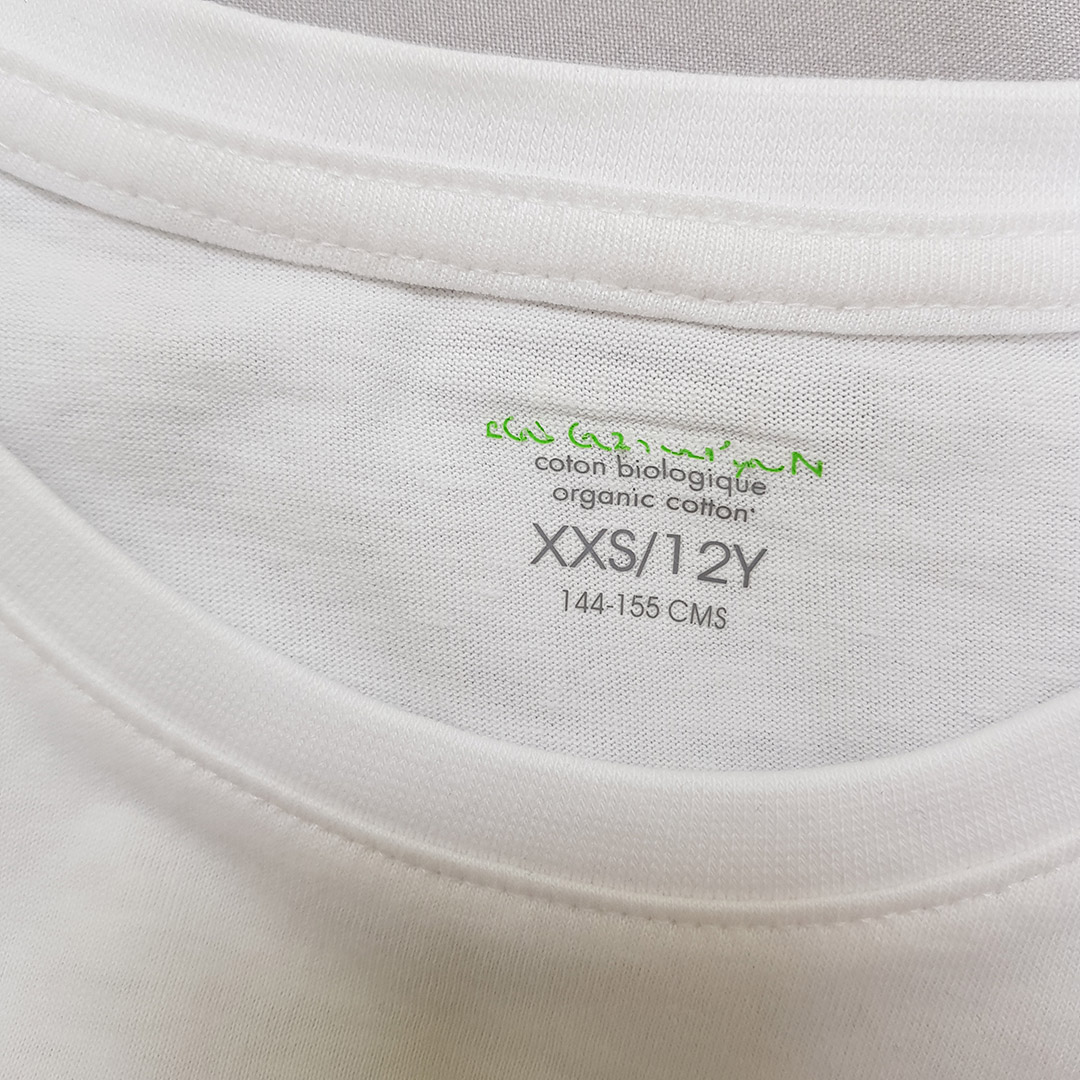 coton biologique
organic cotton
XXS/12Y
144-155 CMS